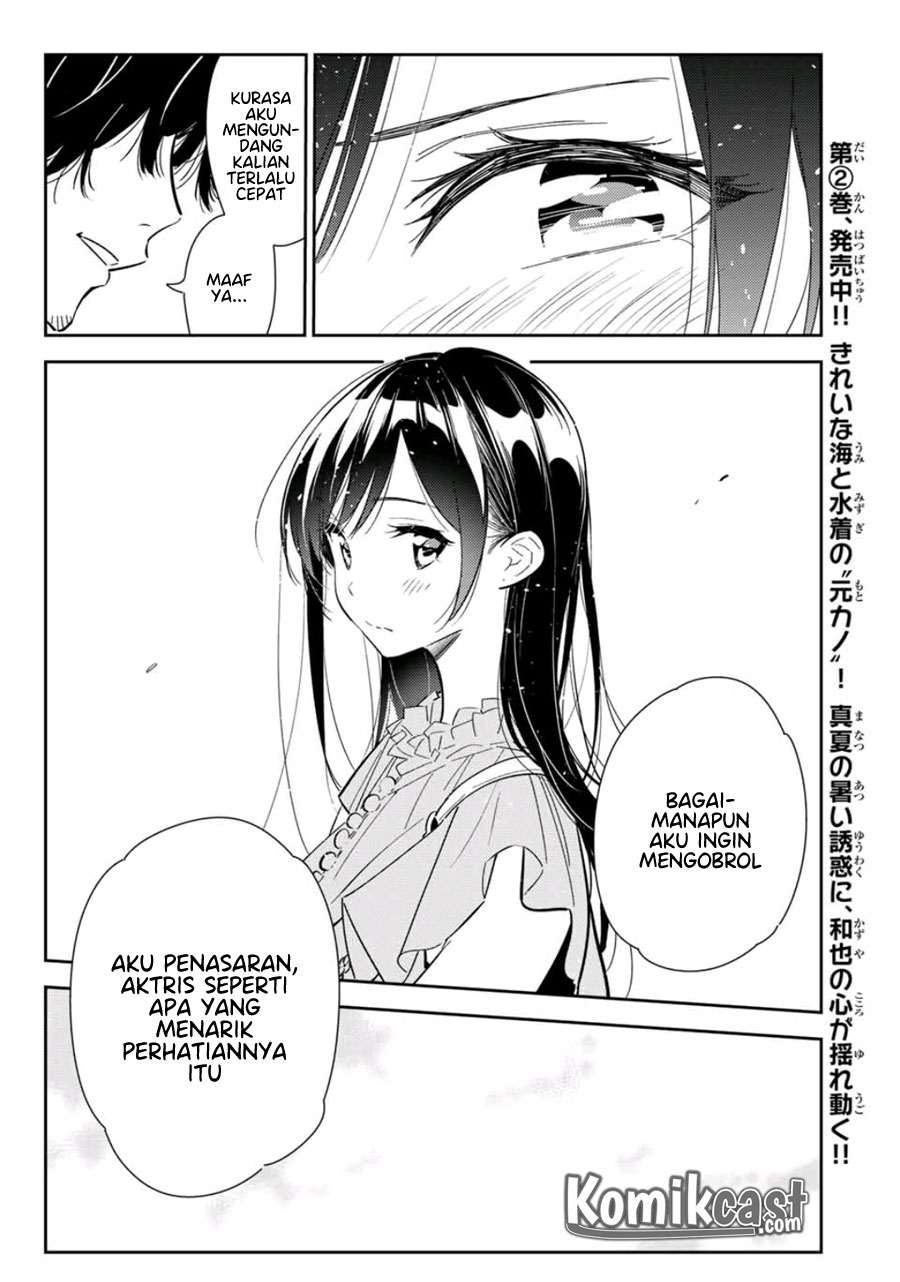 KURASA
AKU
MENGUN-
DANG
KALIAN
TERLALU
CEPAT
MAAF
YA...
BAGAI-
MANAPUN
AKU INGIN
MENGOBROL
AKU PENASARAN,
AKTRIS SEPERTI
APA YANG
MENARIK
PERHATIANNYA
ITU
第②巻、発売中!! きれいな海と水着の〝元カノ〟! 真夏の暑い誘惑に、和也の心が揺れ動く!!
Komikcast.com